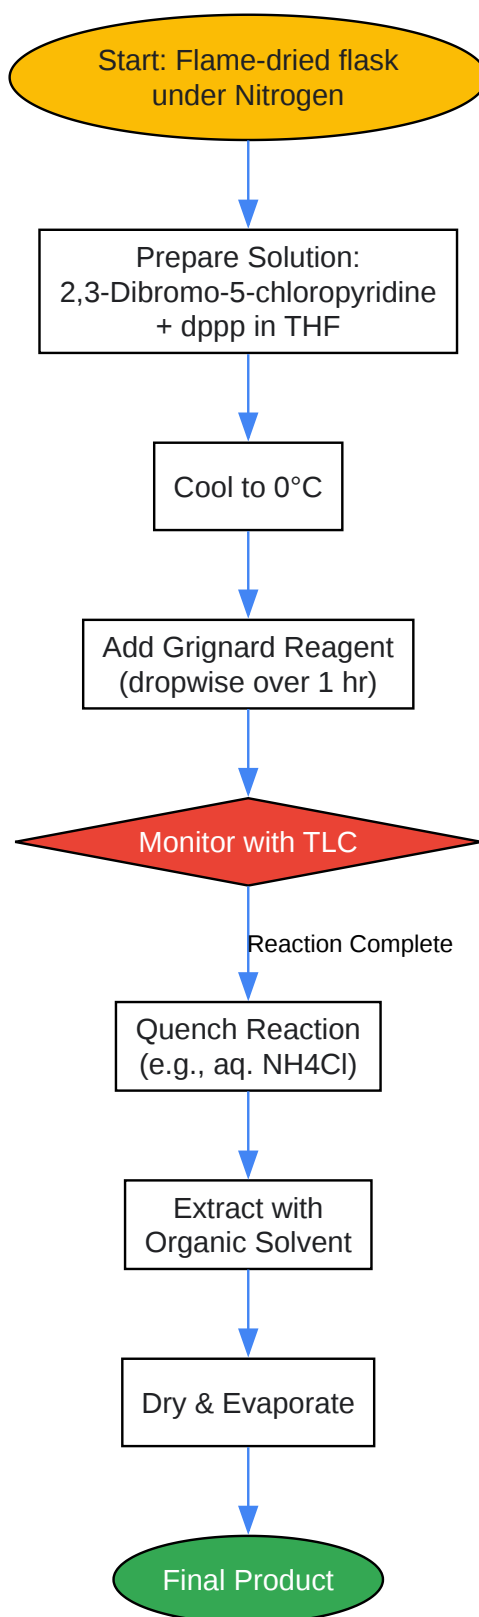 Start: Flame-dried flask
under Nitrogen
Prepare Solution:
2,3-Dibromo-5-chloropyridine
+ dppp in THF
Cool to 0°C
Add Grignard Reagent
(dropwise over 1 hr)
Monitor with TLC
Reaction Complete
Quench Reaction
(e.g., aq. NH4Cl)
Extract with
Organic Solvent
Dry & Evaporate
Final Product